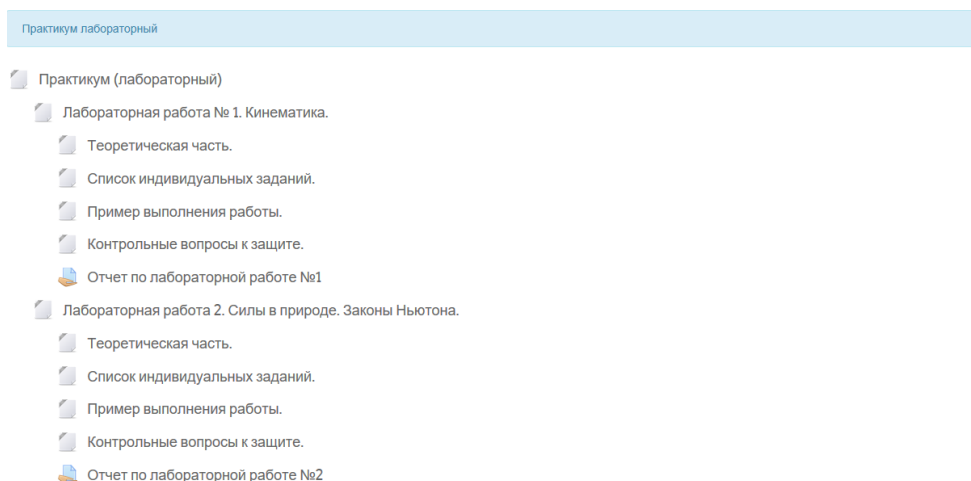 Практикум лабораторный
Практикум (лабораторный)
Лабораторная работа № 1. Кинематика.
Теоретическая часть.
Список индивидуальных заданий.
Пример выполнения работы.
Контрольные вопросы к защите.
Отчет по лабораторной работе №1
Лабораторная работа 2. Силы в природе. Законы Ньютона.
Теоретическая часть.
Список индивидуальных заданий.
Пример выполнения работы.
Контрольные вопросы к защите.
Отчет по лабораторной работе №2